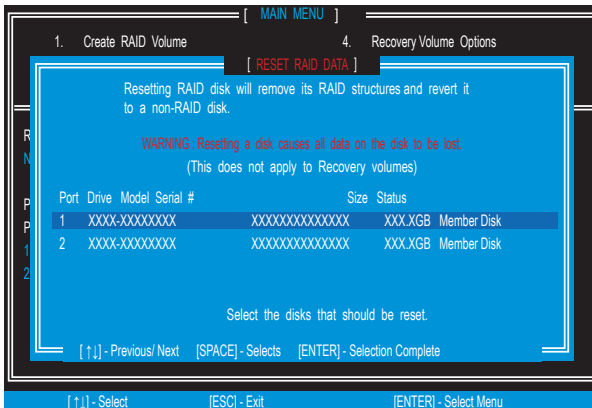 [ MAIN MENU ]
1. Create RAID Volume 4. Recovery Volume Options
[ RESET RAID DATA ]
Resetting RAID disk will remove its RAID structures and revert it
to a non-RAID disk.
WARNING: Resetting a disk causes all data on the disk to be lost.
(This does not apply to Recovery volumes)
R
N
P
P
1
2
Port Drive Model Serial # Size Status
1 XXXX-XXXXXXXX XXXXXXXXXXXXXX XXX.XGB Member Disk
2 XXXX-XXXXXXXX XXXXXXXXXXXXXX XXX.XGB Member Disk
Select the disks that should be reset.
[↑↓] - Previous/ Next [SPACE] - Selects [ENTER] - Selection Complete
[↑↓] - Select [ESC] - Exit [ENTER] - Select Menu